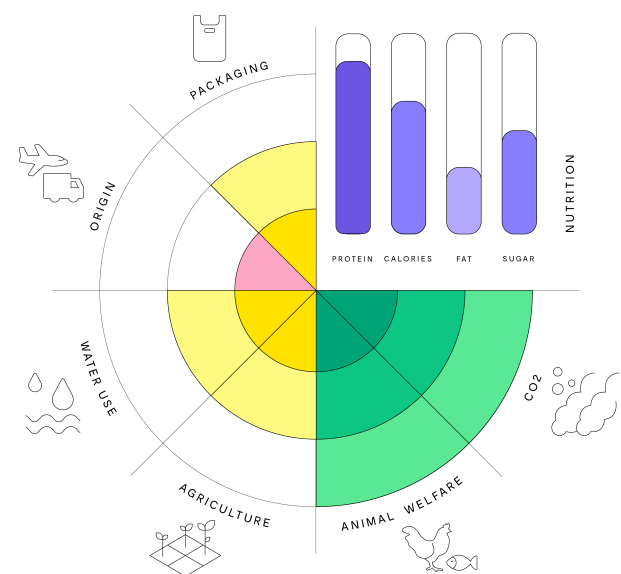 PACKAGING
ORIGIN
NUTRITION
PROTEIN CALORIES FAT SUGAR
WATER USE
CO2
AGRICULTURE
ANIMAL WELFARE